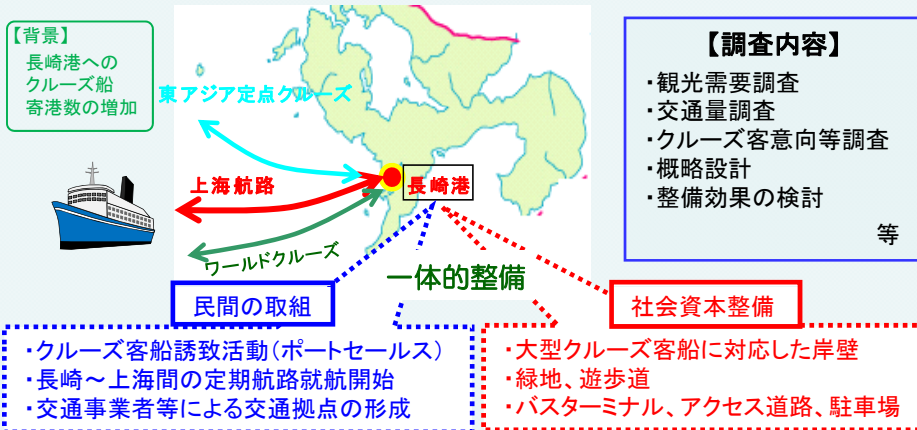 【背景】
長崎港への
クルーズ船
寄港数の増加
東アジア定点クルーズ
上海航路
長崎港
ワールドクルーズ
【調査内容】
・観光需要調査
・交通量調査
・クルーズ客意向等調査
・概略設計
・整備効果の検討
等
一体的整備
民間の取組
・クルーズ客船誘致活動(ポートセールス)
・長崎～上海間の定期航路就航開始
・交通事業者等による交通拠点の形成
社会資本整備
・大型クルーズ客船に対応した岸壁
・緑地、遊歩道
・バスターミナル、アクセス道路、駐車場